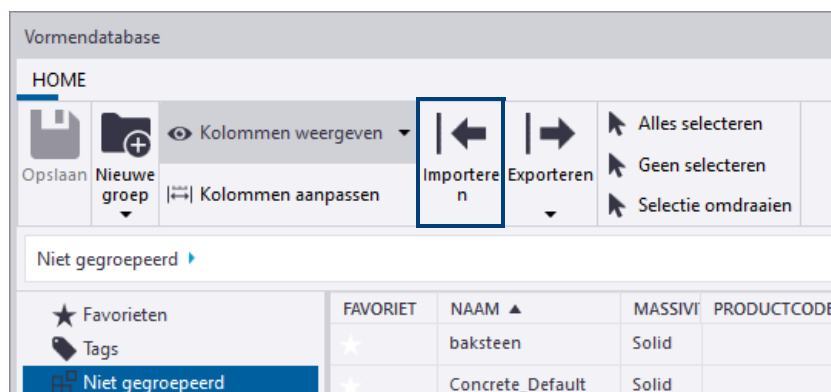 Vormendatabase
HOME
Opslaan
Nieuwe
groep
Kolommen weergeven
Kolommen aanpassen
Importere
n
Exporteren
Alles selecteren
Geen selecteren
Selectie omdraaien
Niet gegroepeerd
Favorieten
Tags
Niet gegroepeerd
FAVORIET NAAM MASSIVI PRODUCTCODE
baksteen Solid
Concrete_Default Solid